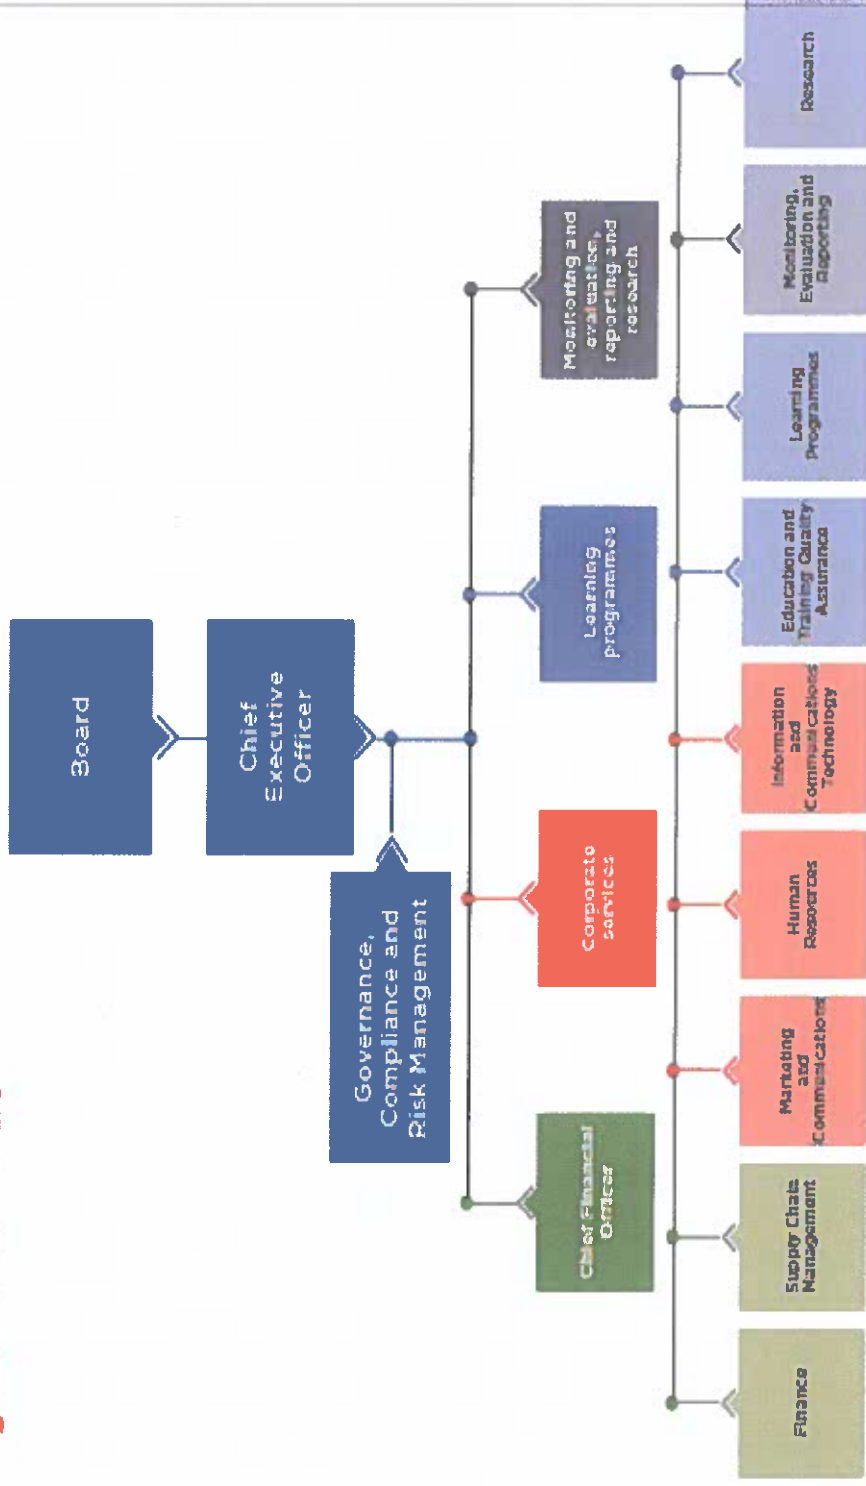 Board
Chief
Executive
Officer
Governance,
Compliance and
Risk Management
Chief Financial
Officer
Corporate
services
Learning
programmes
Monitoring and
evaluation,
reporting and
research
Finance
Supply Chain
Management
Marketing
and
Communications
Human
Resources
Information
and
Communications
Technology
Education and
Training Quality
Assurance
Learning
Programmes
Monitoring,
Evaluation and
Reporting
Research